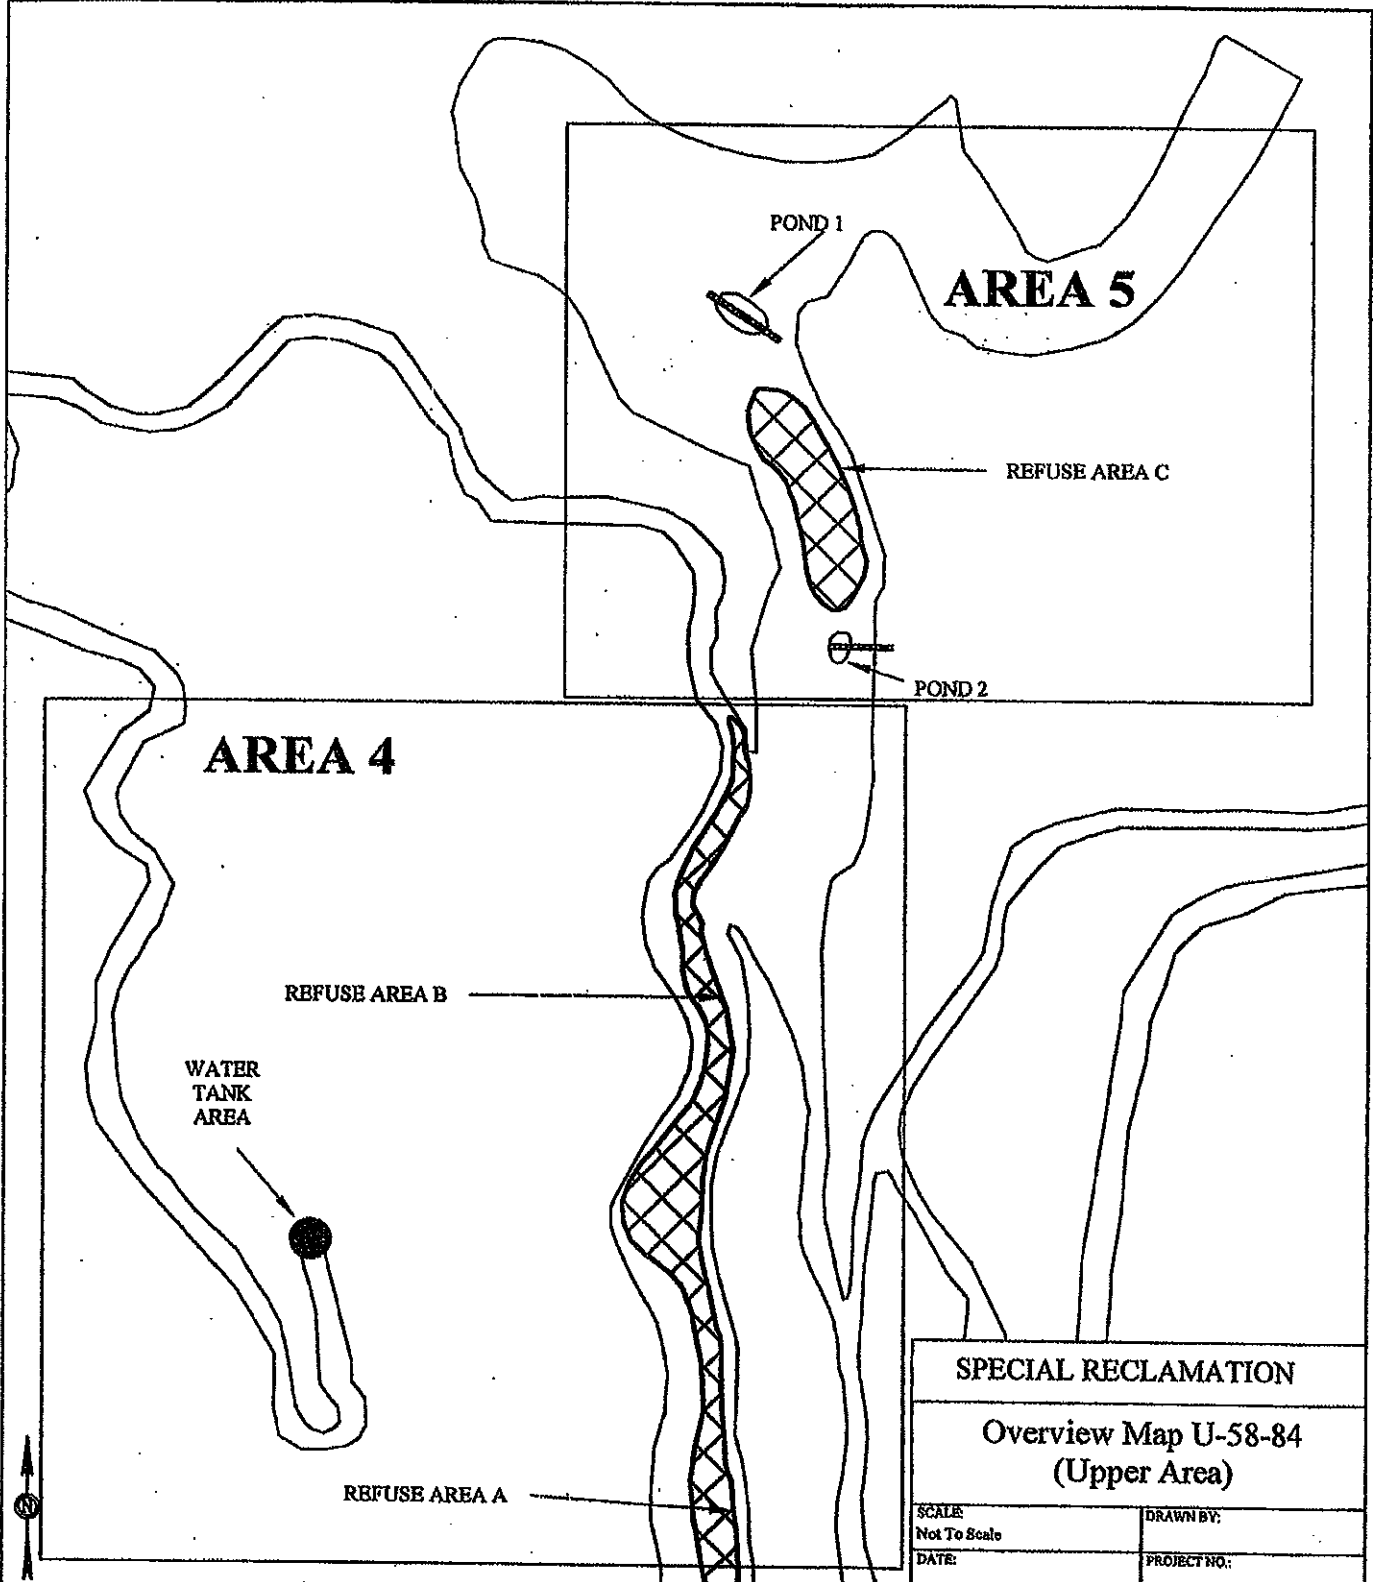 POND 1
AREA 5
REFUSE AREA C
POND 2
AREA 4
REFUSE AREA B
WATER
TANK
AREA
REFUSE AREA A
N
SPECIAL RECLAMATION
Overview Map U-58-84
(Upper Area)
SCALE:
Not To Scale
DRAWN BY:
DATE:
PROJECT NO.: